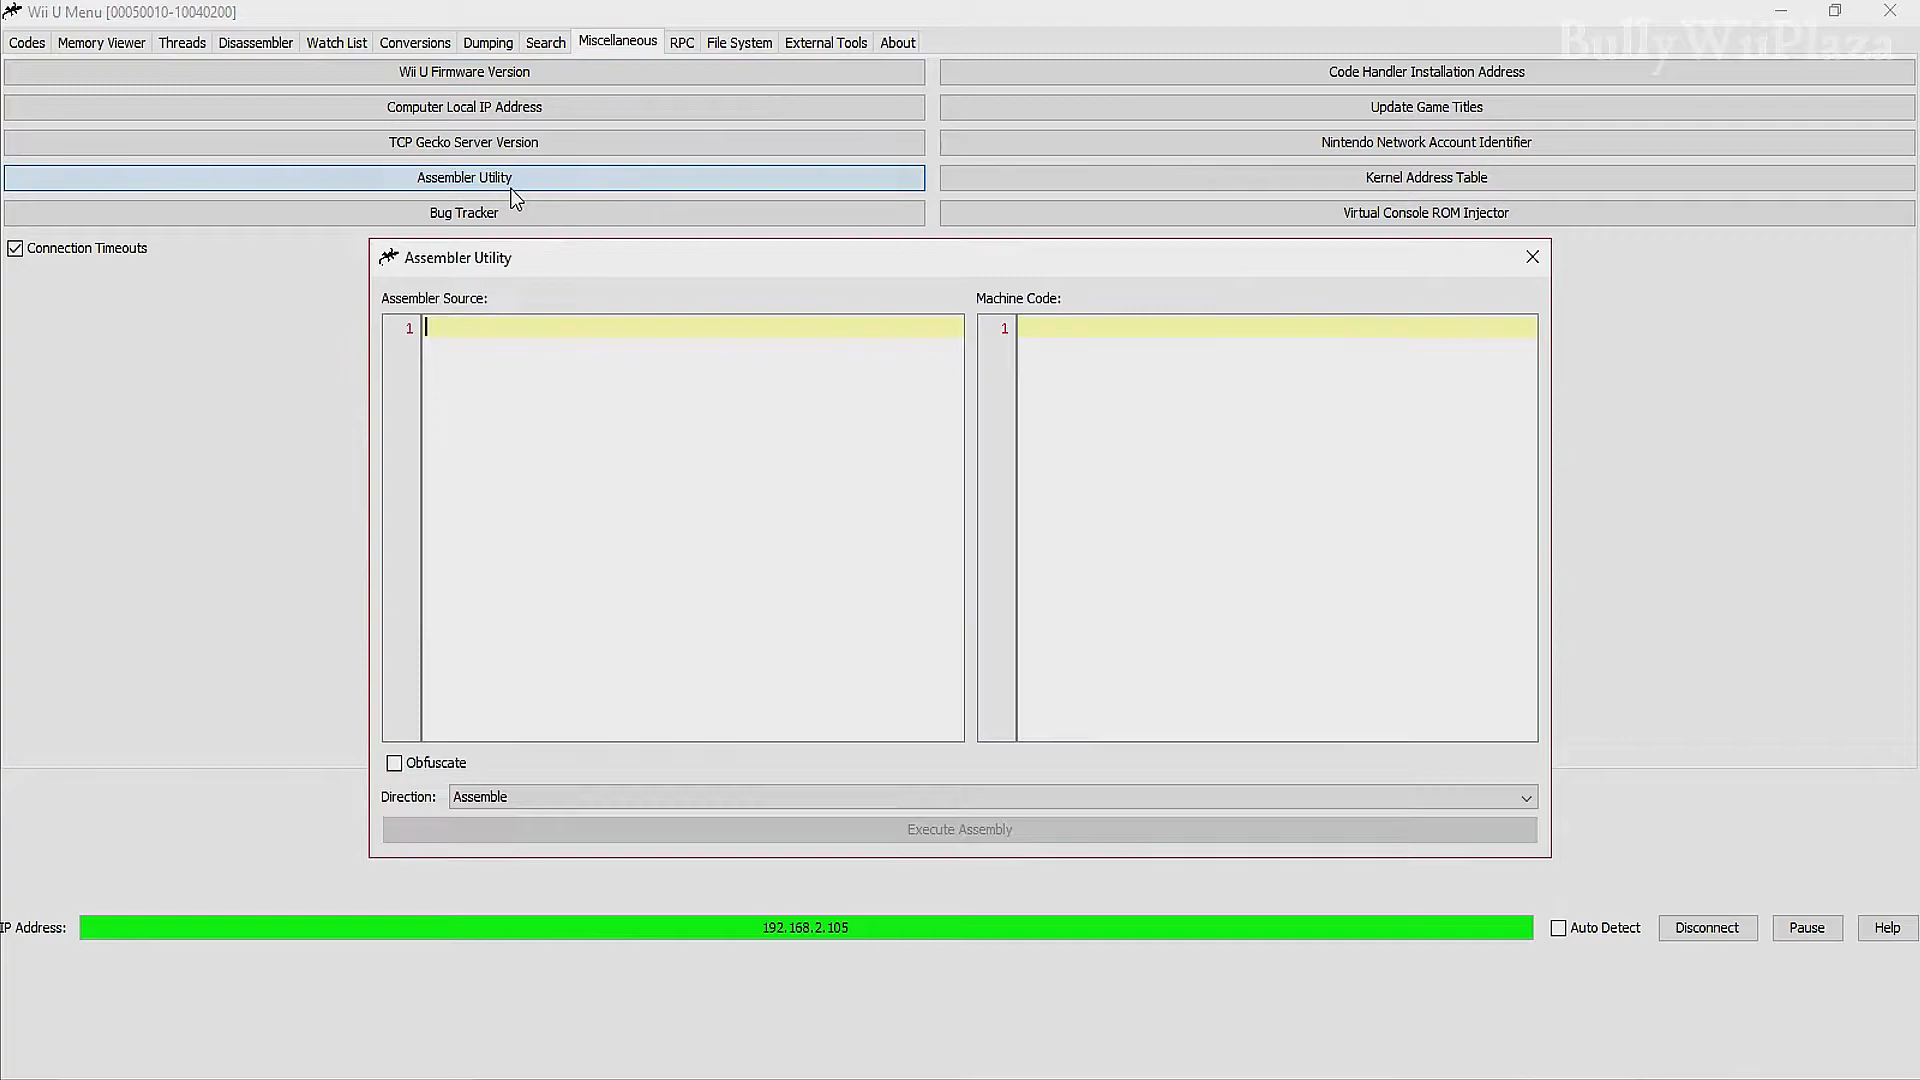 Wii U Menu [00050010-10040200]
BullyWiiPlaza
Codes Memory Viewer Threads Disassembler Watch List Conversions Dumping Search Miscellaneous RPC File System External Tools About
Wii U Firmware Version Code Handler Installation Address
Computer Local IP Address Update Game Titles
TCP Gecko Server Version Nintendo Network Account Identifier
Assembler Utility Kernel Address Table
Bug Tracker Virtual Console ROM Injector
Connection Timeouts
Assembler Utility
Assembler Source: Machine Code:
1 1
Obfuscate
Direction: Assemble
Execute Assembly
IP Address: 192.168.2.105 Auto Detect Disconnect Pause Help